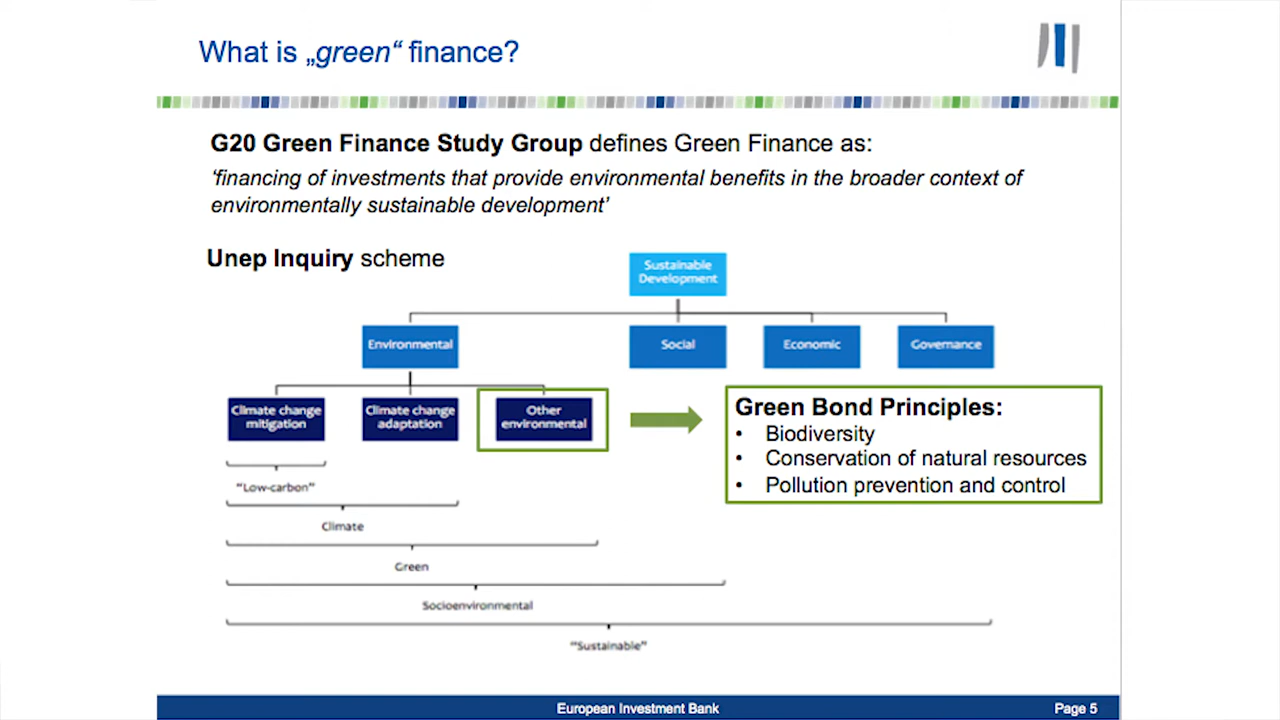 What is „green“ finance?
G20 Green Finance Study Group defines Green Finance as:
‘financing of investments that provide environmental benefits in the broader context of
environmentally sustainable development’
Unep Inquiry scheme
Sustainable
Development
Environmental
Social
Economic
Governance
Climate change
mitigation
Climate change
adaptation
Other
environmental
Green Bond Principles:
• Biodiversity
• Conservation of natural resources
• Pollution prevention and control
“Low-carbon”
Climate
Green
Socioenvironmental
“Sustainable”
European Investment Bank
Page 5